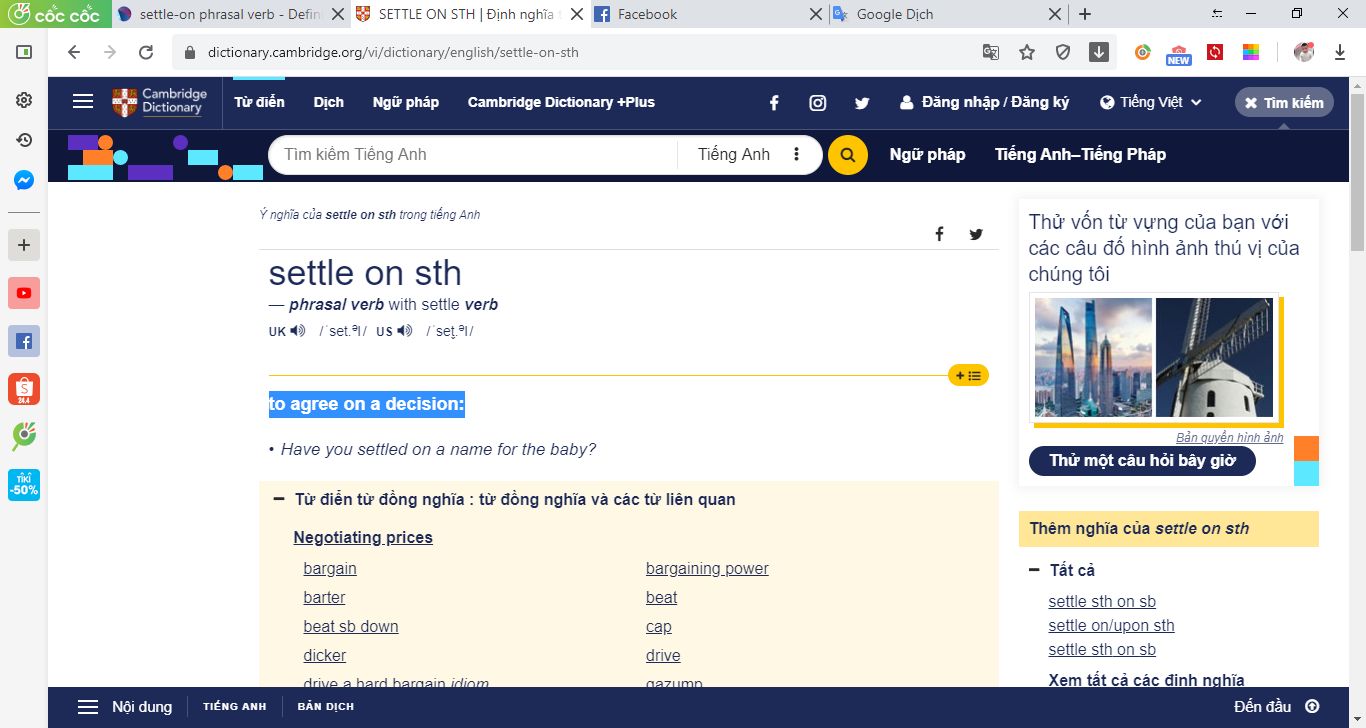 cốc cốc
settle-on phrasal verb - Defini
SETTLE ON STH | Định nghĩa t
Facebook
Google Dịch
dictionary.cambridge.org/vi/dictionary/english/settle-on-sth
NEW
Cambridge
Dictionary
Từ điển
Dịch
Ngữ pháp
Cambridge Dictionary +Plus
Đăng nhập / Đăng ký
Tiếng Việt
Tìm kiếm
Tìm kiếm Tiếng Anh
Tiếng Anh
Ngữ pháp
Tiếng Anh–Tiếng Pháp
Ý nghĩa của settle on sth trong tiếng Anh
settle on sth
— phrasal verb with settle verb
UK /ˈset.əl/ US /ˈset̬.əl/
to agree on a decision:
• Have you settled on a name for the baby?
Từ điển từ đồng nghĩa : từ đồng nghĩa và các từ liên quan
Negotiating prices
bargain
bargaining power
barter
beat
beat sb down
cap
dicker
drive
drive a hard bargain idiom
gazump
Thử vốn từ vựng của bạn với
các câu đố hình ảnh thú vị của
chúng tôi
Bản quyền hình ảnh
Thử một câu hỏi bây giờ
Thêm nghĩa của settle on sth
Tất cả
settle sth on sb
settle on/upon sth
settle sth on sb
Xem tất cả các định nghĩa
24.4
TIKI
-50%
Nội dung
TIẾNG ANH
BẢN DỊCH
Đến đầu